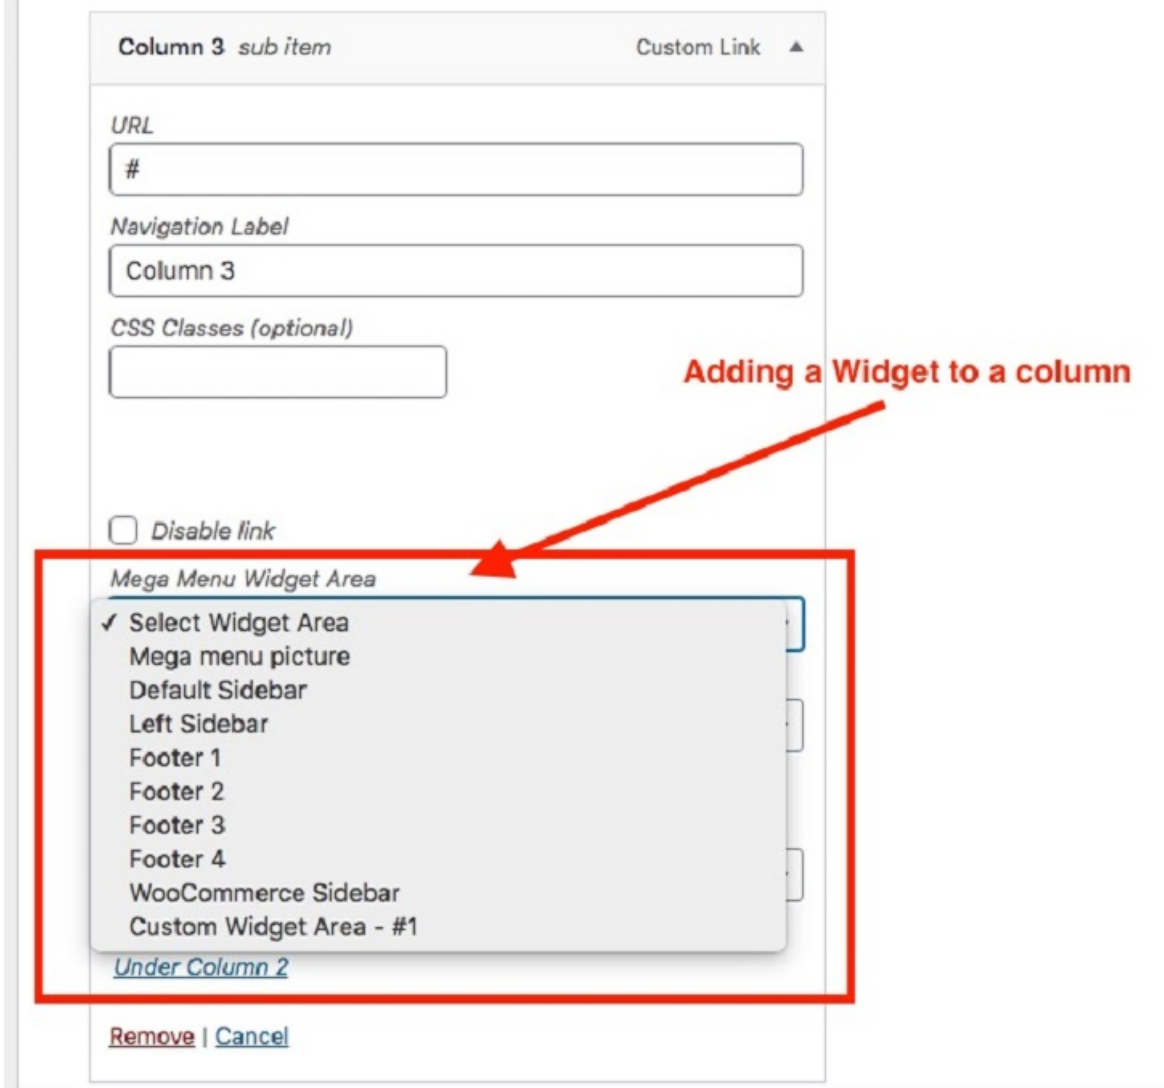 Column 3 sub item Custom Link ▲
URL
#
Navigation Label
Column 3
CSS Classes (optional)
Adding a Widget to a column
Disable link
Mega Menu Widget Area
✓ Select Widget Area
Mega menu picture
Default Sidebar
Left Sidebar
Footer 1
Footer 2
Footer 3
Footer 4
WooCommerce Sidebar
Custom Widget Area - #1
Under Column 2
Remove | Cancel